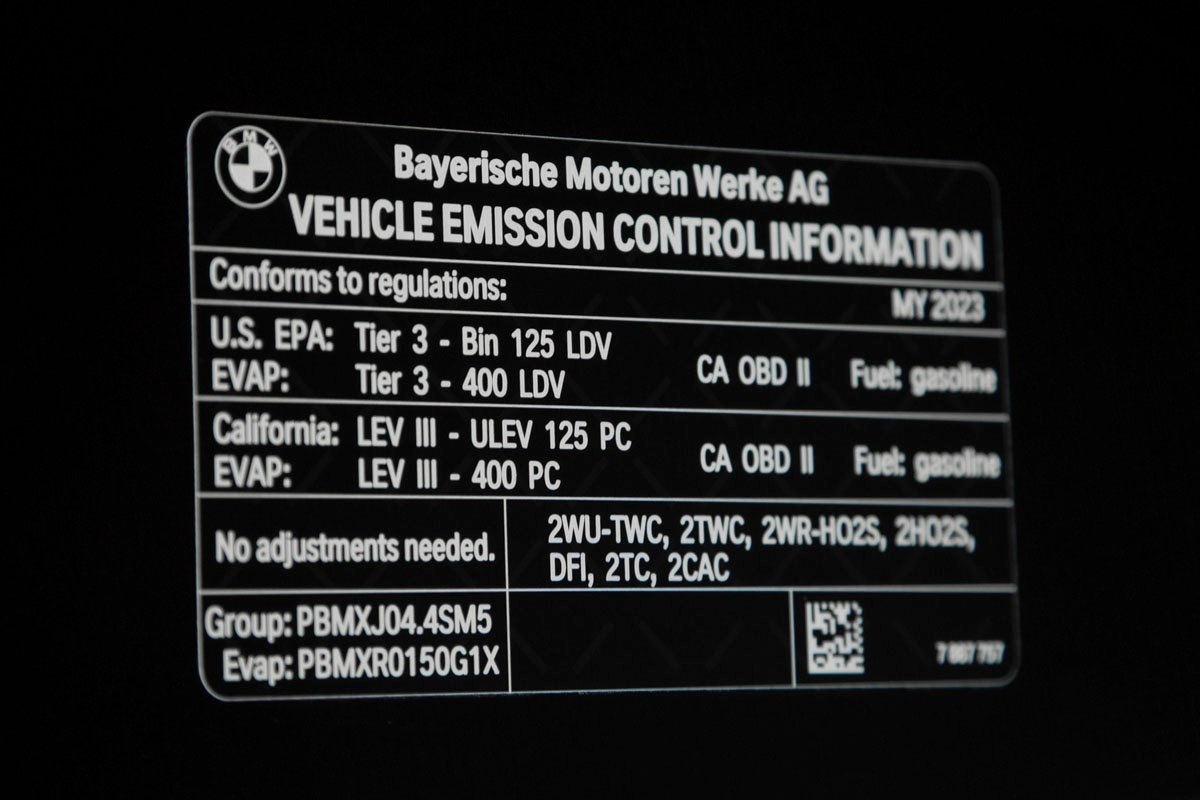 BMW
Bayerische Motoren Werke AG
VEHICLE EMISSION CONTROL INFORMATION
Conforms to regulations: MY 2023
U.S. EPA: Tier 3 - Bin 125 LDV
EVAP: Tier 3 - 400 LDV
CA OBD II Fuel: gasoline
California: LEV III - ULEV 125 PC
EVAP: LEV III - 400 PC
CA OBD II Fuel: gasoline
No adjustments needed.
2WU-TWC, 2TWC, 2WR-HO2S, 2HO2S,
DFI, 2TC, 2CAC
Group: PBMXJ04.4SM5
Evap: PBMXR0150G1X